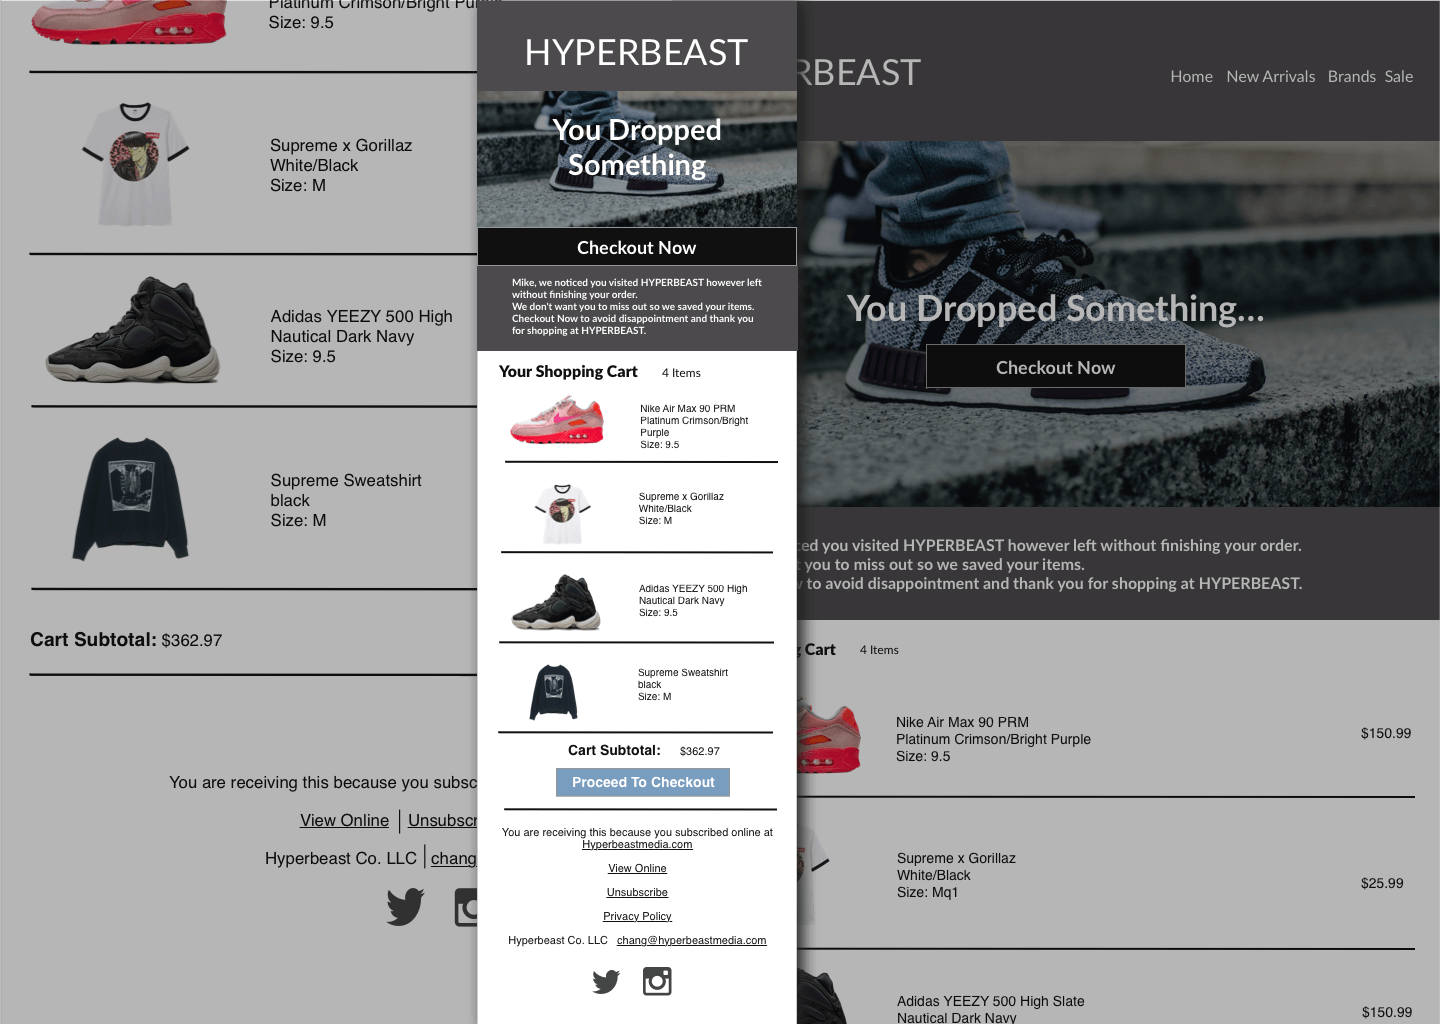 Platinum Crimson/Bright Purple
Size: 9.5
Supreme x Gorillaz
White/Black
Size: M
Adidas YEEZY 500 High
Nautical Dark Navy
Size: 9.5
Supreme Sweatshirt
black
Size: M
Cart Subtotal: $362.97
You are receiving this because you subsc
View Online
Unsubscr
Hyperbeast Co. LLC
chang
HYPERBEAST
You Dropped
Something
Checkout Now
Mike, we noticed you visited HYPERBEAST however left
without finishing your order.
We don't want you to miss out so we saved your items.
Checkout Now to avoid disappointment and thank you
for shopping at HYPERBEAST.
Your Shopping Cart 4 Items
Nike Air Max 90 PRM
Platinum Crimson/Bright
Purple
Size: 9.5
Supreme x Gorillaz
White/Black
Size: M
Adidas YEEZY 500 High
Nautical Dark Navy
Size: 9.5
Supreme Sweatshirt
black
Size: M
Cart Subtotal: $362.97
Proceed To Checkout
You are receiving this because you subscribed online at
Hyperbeastmedia.com
View Online
Unsubscribe
Privacy Policy
Hyperbeast Co. LLC chang@hyperbeastmedia.com
RBEAST
Home New Arrivals Brands Sale
You Dropped Something...
Checkout Now
ced you visited HYPERBEAST however left without finishing your order.
t you to miss out so we saved your items.
to avoid disappointment and thank you for shopping at HYPERBEAST.
g Cart 4 Items
Nike Air Max 90 PRM
Platinum Crimson/Bright Purple
Size: 9.5
$150.99
Supreme x Gorillaz
White/Black
Size: Mq1
$25.99
Adidas YEEZY 500 High Slate
Nautical Dark Navy
$150.99